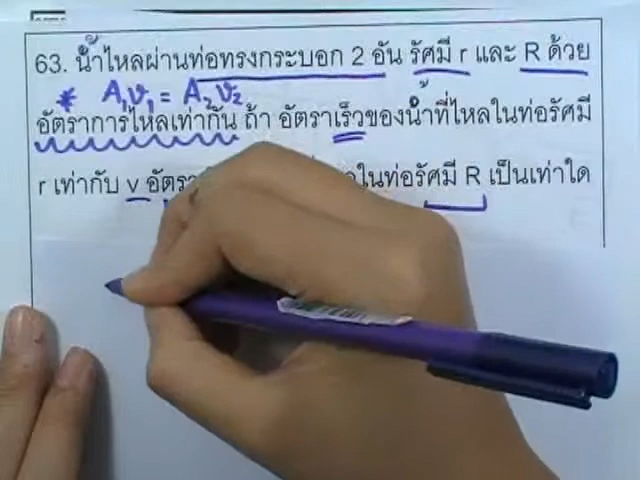 63. น้ำไหลผ่านท่อทรงกระบอก 2 อัน รัศมี r และ R ด้วย
* A₁v₁ = A₂v₂
อัตราการไหลเท่ากัน ถ้า อัตราเร็วของน้ำที่ไหลในท่อรัศมี
r เท่ากับ v ในท่อรัศมี R เป็นเท่าใด